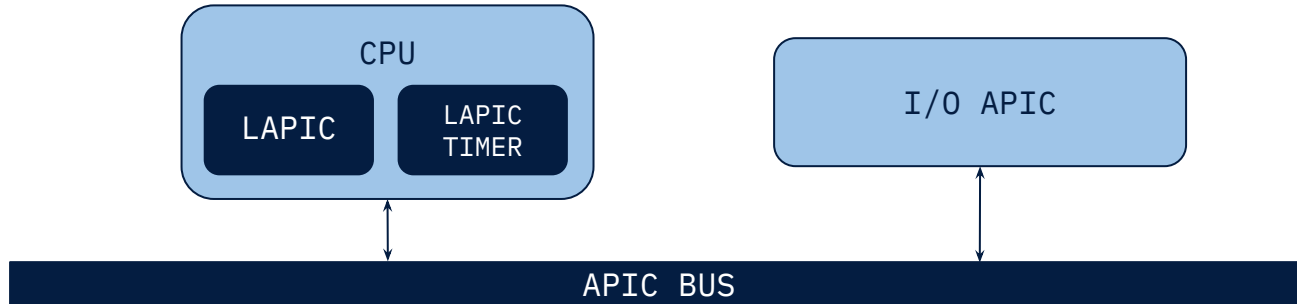 CPU
LAPIC
LAPIC
TIMER
I/O APIC
APIC BUS